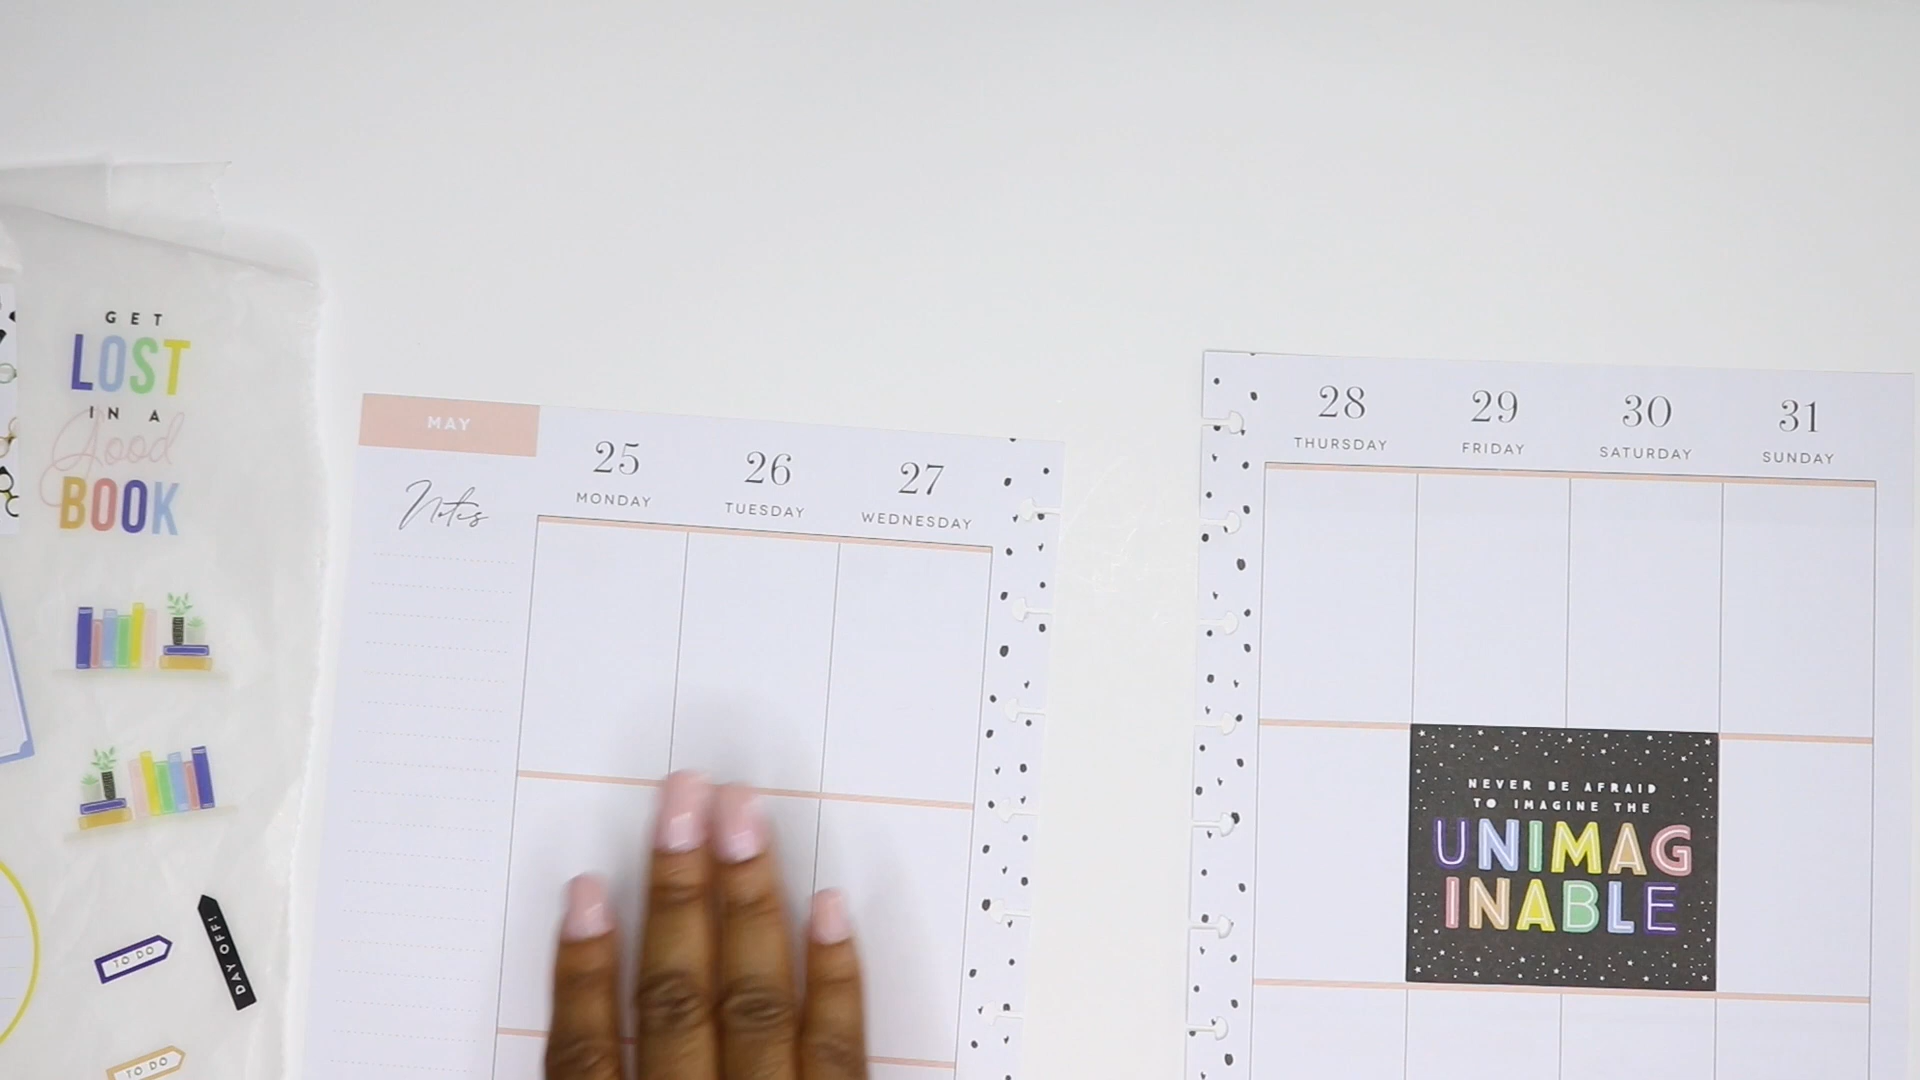 GET
LOST
IN A
Good
BOOK
TO DO
DAY OFF!
TO DO
MAY
Notes
25
MONDAY
26
TUESDAY
27
WEDNESDAY
28
THURSDAY
29
FRIDAY
30
SATURDAY
31
SUNDAY
NEVER BE AFRAID
TO IMAGINE THE
UNIMAG
INABLE